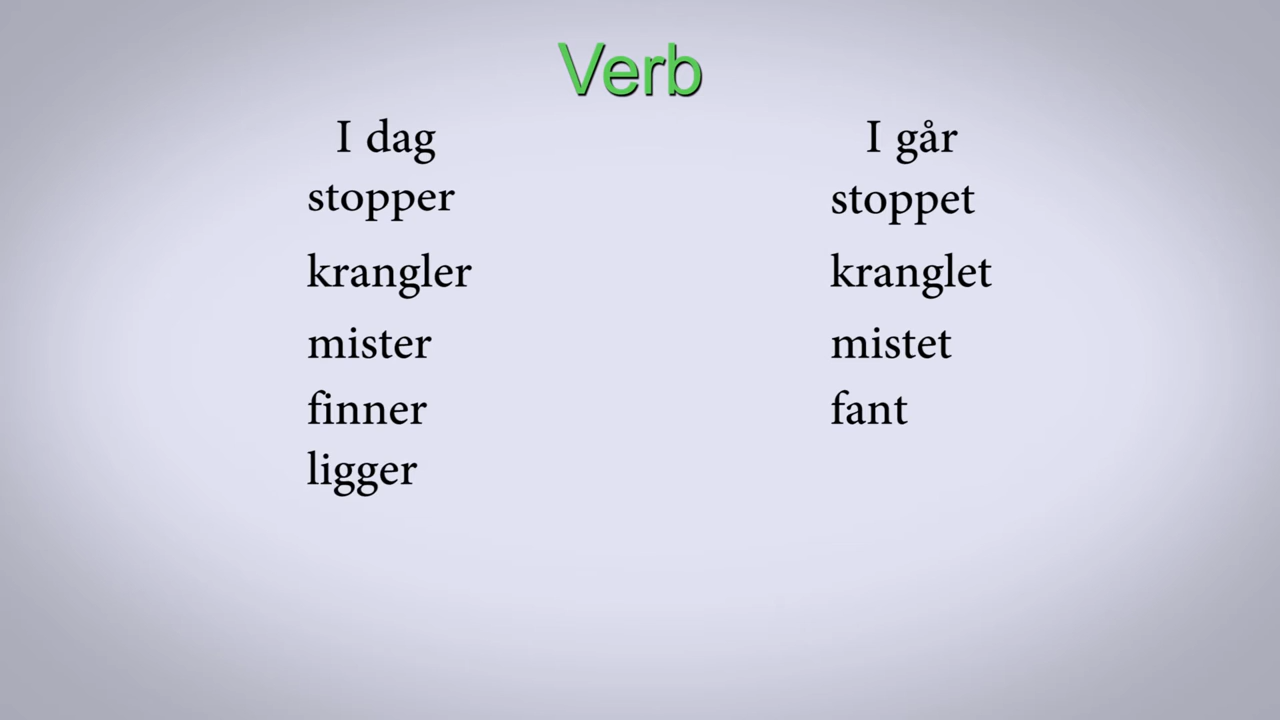 Verb
I dag I går
stopper stoppet
krangler kranglet
mister mistet
finner fant
ligger